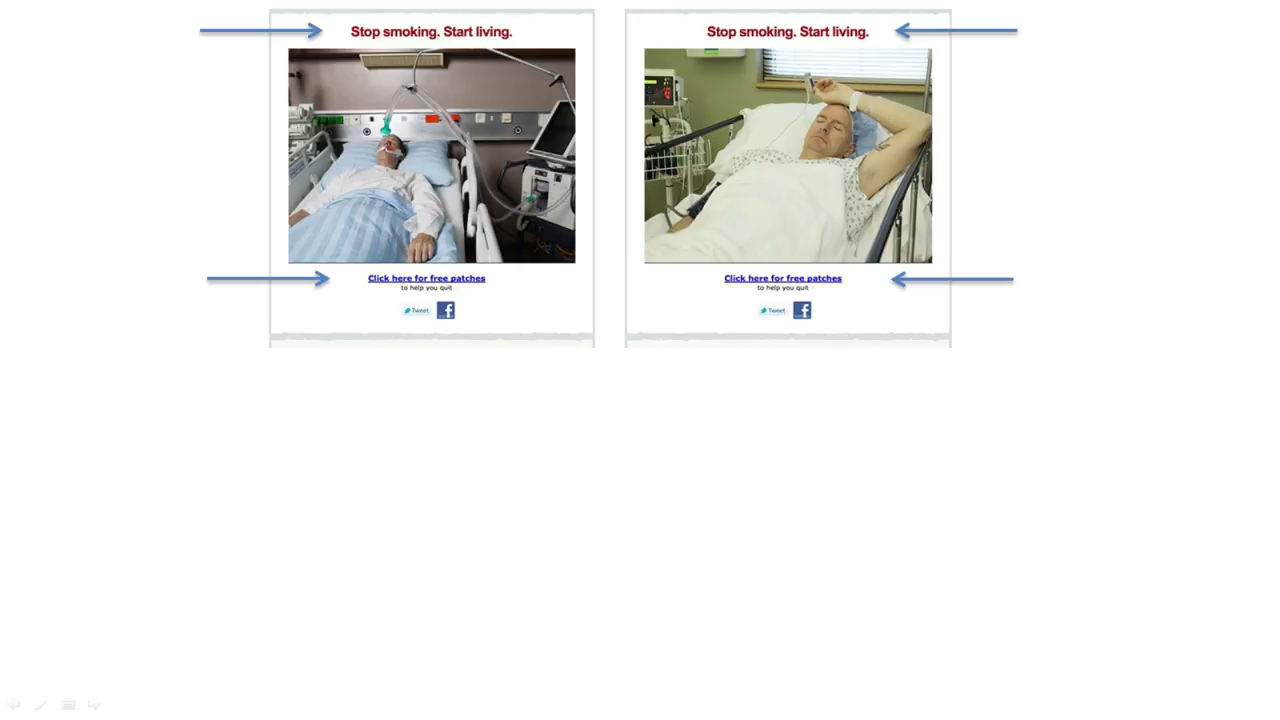 Stop smoking. Start living.
Click here for free patches
to help you quit
Tweet
Stop smoking. Start living.
Click here for free patches
to help you quit
Tweet